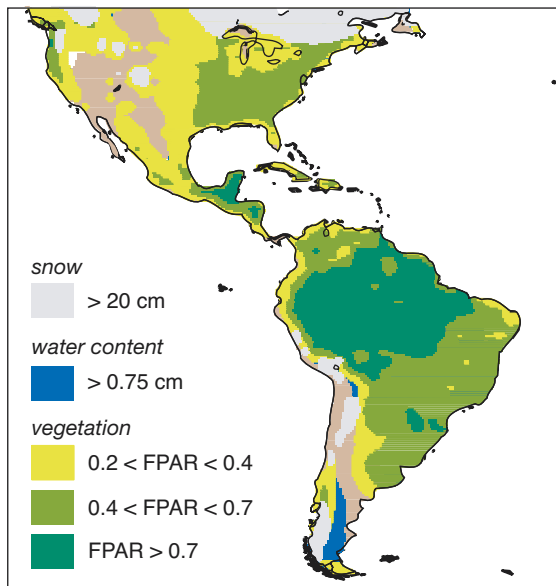 snow
> 20 cm
water content
> 0.75 cm
vegetation
0.2 < FPAR < 0.4
0.4 < FPAR < 0.7
FPAR > 0.7